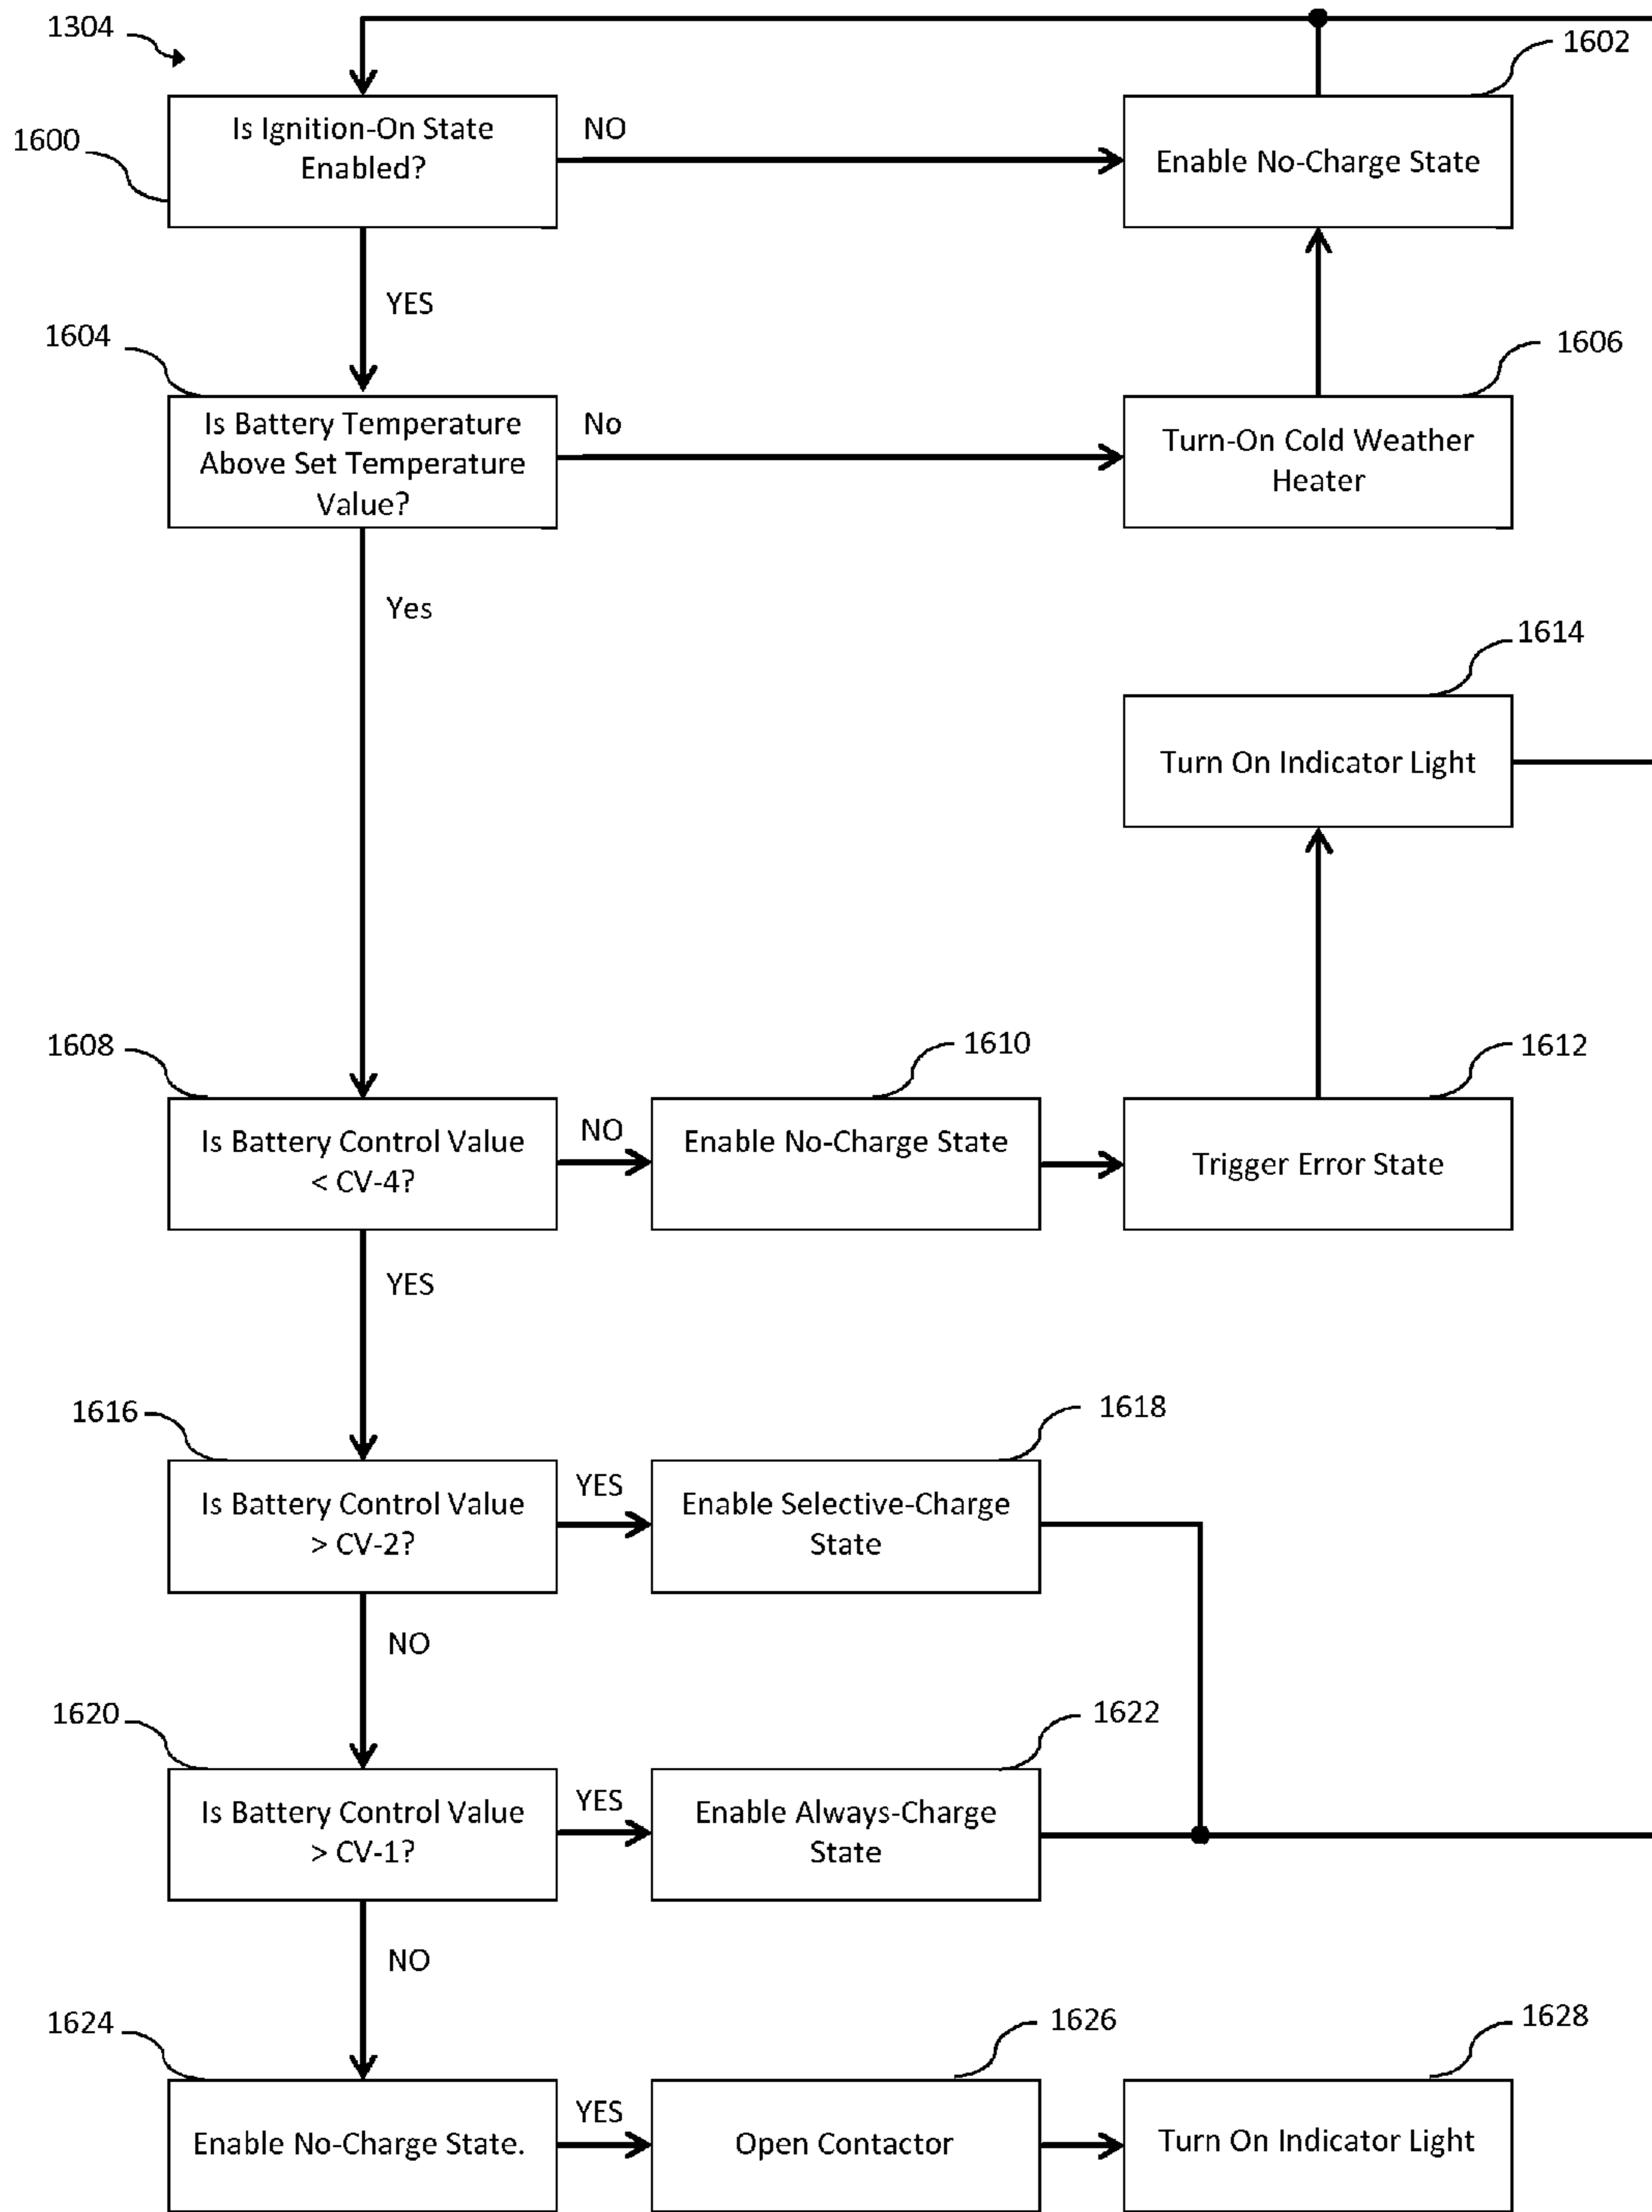 1304
1602
1600
Is Ignition-On State
Enabled?
NO
Enable No-Charge State
YES
1604
1606
Is Battery Temperature
Above Set Temperature
Value?
No
Turn-On Cold Weather
Heater
Yes
1614
Turn On Indicator Light
1608
1610
1612
Is Battery Control Value
< CV-4?
NO
Enable No-Charge State
Trigger Error State
YES
1616
1618
Is Battery Control Value
> CV-2?
YES
Enable Selective-Charge
State
NO
1620
1622
Is Battery Control Value
> CV-1?
YES
Enable Always-Charge
State
NO
1624
1626
1628
Enable No-Charge State.
YES
Open Contactor
Turn On Indicator Light